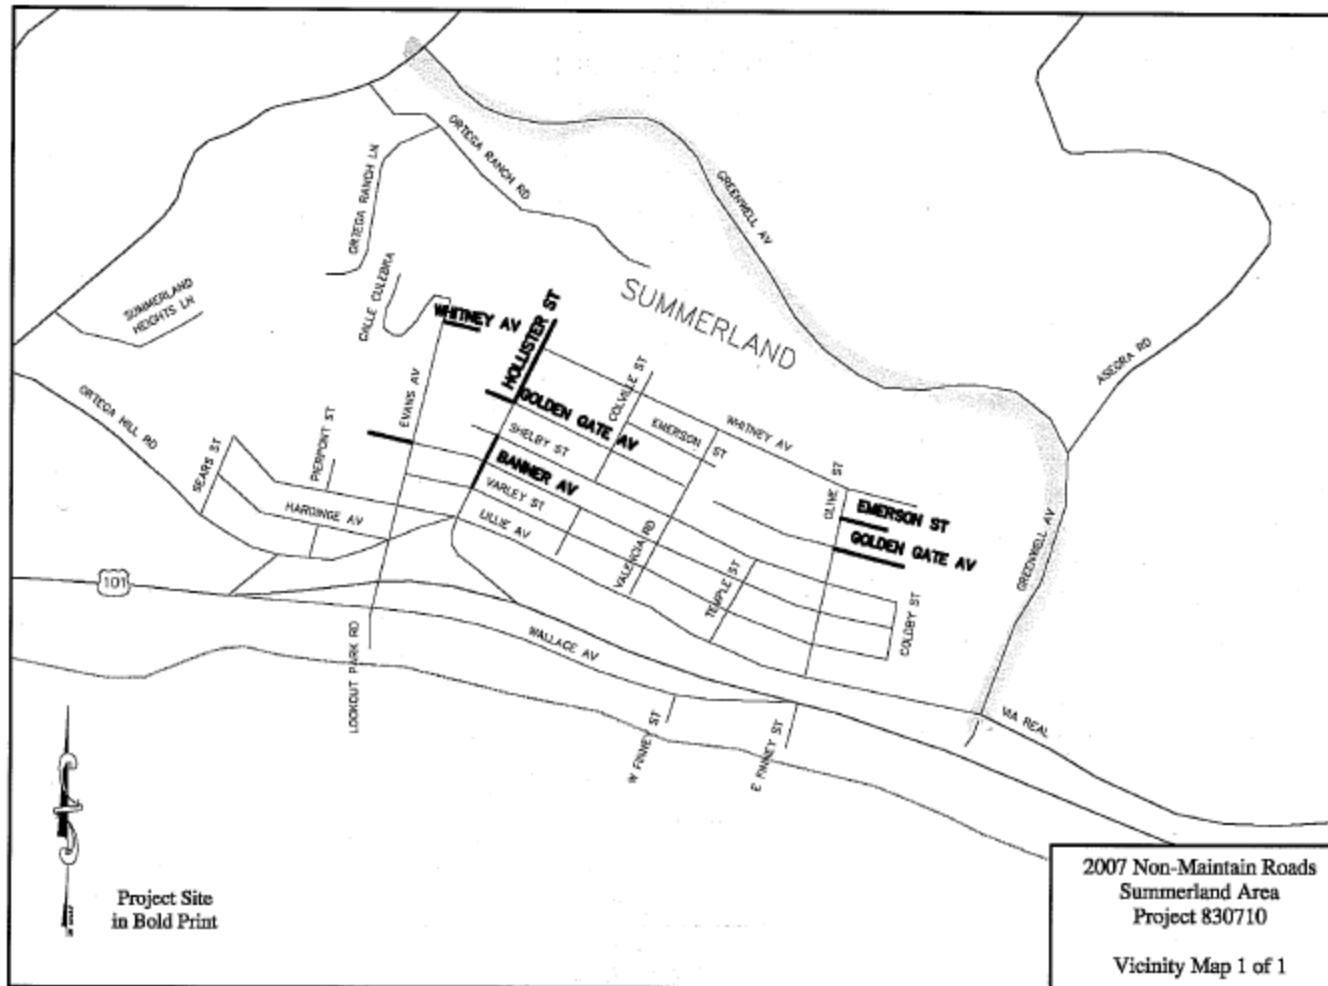 ORTEGA RANCH RD
ORTEGA RANCH LN
GREENWELL AV
SUMMERLAND
HEIGHTS LN
CALLE CULEBRA
WHITNEY AV
HOLLISTER ST
SUMMERLAND
ASEGRA RD
ORTEGA HILL RD
EVANS AV
GOLDEN GATE AV
COLVILLE ST
EMERSON ST
WHITNEY AV
SEARS ST
PIERPONT ST
SHELBY ST
BANNER AV
VARLEY ST
LILLIE AV
HARDINGE AV
OLIVE ST
EMERSON ST
GOLDEN GATE AV
VALENCIA RD
TEMPLE ST
GREENWELL AV
COLDBY ST
101
WALLACE AV
LOOKOUT PARK RD
W FINNEY ST
E FINNEY ST
VIA REAL
Project Site
in Bold Print
2007 Non-Maintain Roads
Summerland Area
Project 830710
Vicinity Map 1 of 1